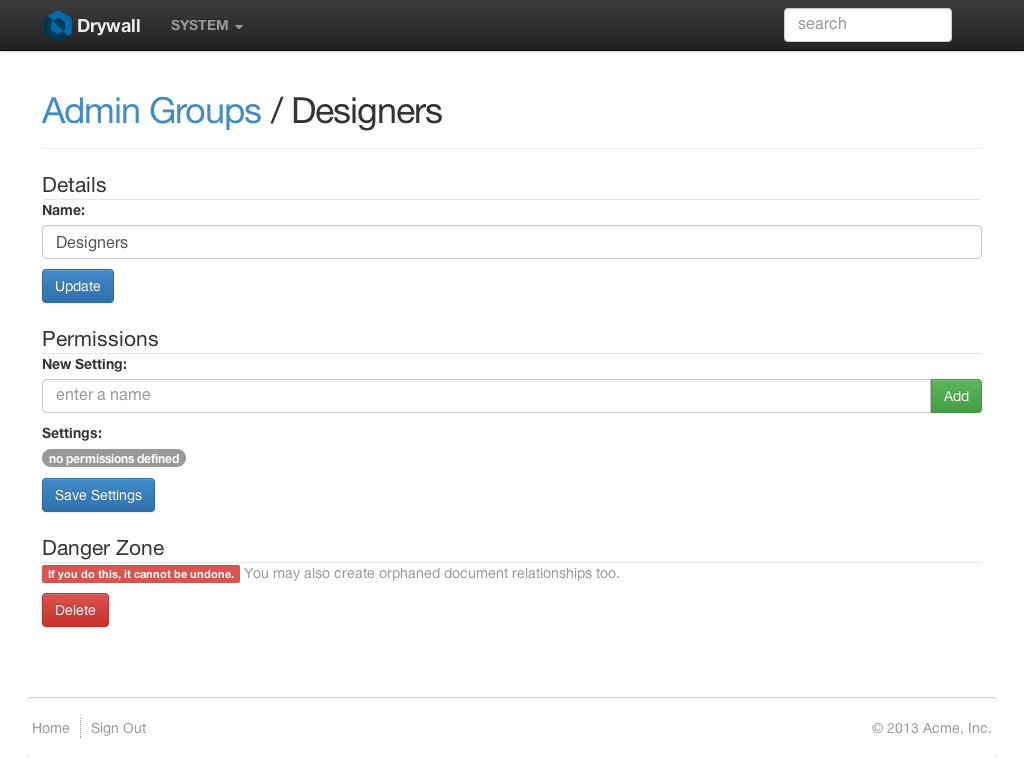 Drywall SYSTEM search
Admin Groups / Designers
Details
Name:
Designers
Update
Permissions
New Setting:
enter a name Add
Settings:
no permissions defined
Save Settings
Danger Zone
If you do this, it cannot be undone. You may also create orphaned document relationships too.
Delete
Home Sign Out © 2013 Acme, Inc.